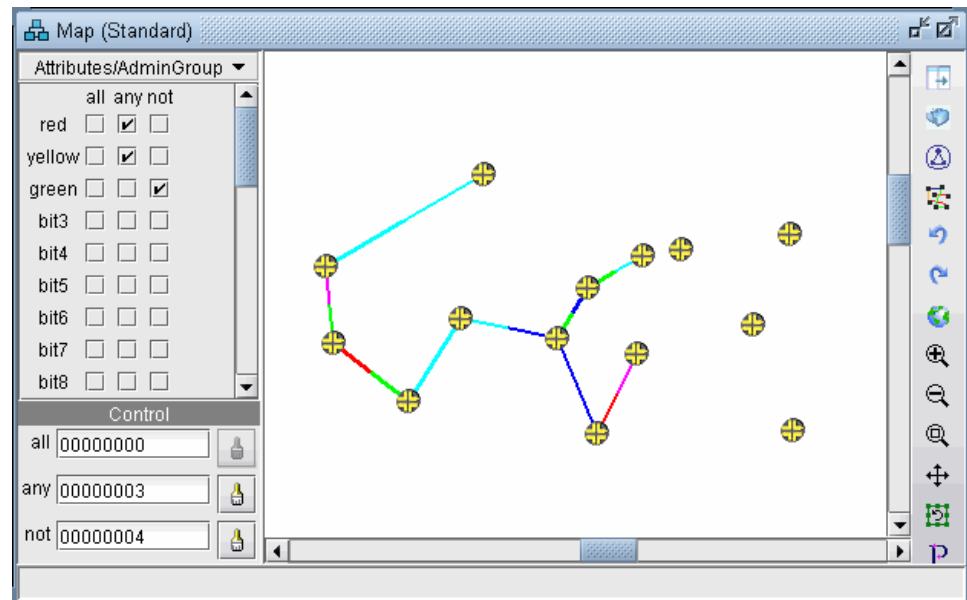 Map (Standard)
Attributes/AdminGroup
all any not
red
yellow
green
bit3
bit4
bit5
bit6
bit7
bit8
Control
all 00000000
any 00000003
not 00000004